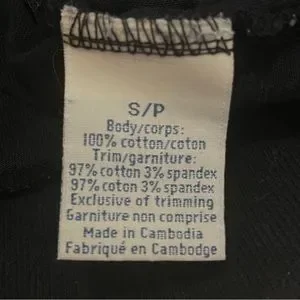 S/P
Body/corps:
100% cotton/coton
Trim/garniture:
97% cotton 3% spandex
97% coton 3% spandex
Exclusive of trimming
Garniture non comprise
Made in Cambodia
Fabriqué en Cambodge